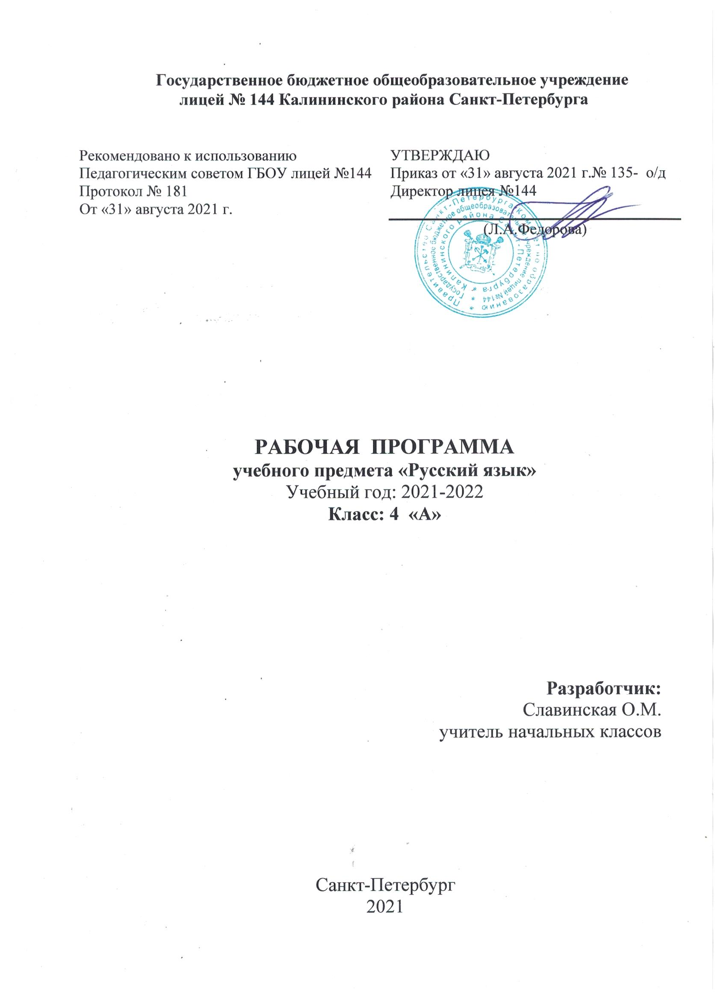 Государственное бюджетное общеобразовательное учреждение
лицей № 144 Калининского района Санкт-Петербурга
Рекомендовано к использованию
Педагогическим советом ГБОУ лицей №144
Протокол № 181
От «31» августа 2021 г.
УТВЕРЖДАЮ
Приказ от «31» августа 2021 г.№ 135-  о/д
Директор лицея №144
(Л.А.Федорова)
Правительство Санкт-Петербурга Комитет по образованию *
Государственное бюджетное общеобразовательное учреждение лицей №144 *
Калининского района Санкт-Петербурга *
РАБОЧАЯ  ПРОГРАММА
учебного предмета «Русский язык»
Учебный год: 2021-2022
Класс: 4  «А»
Разработчик:
Славинская О.М.
учитель начальных классов
Санкт-Петербург
2021